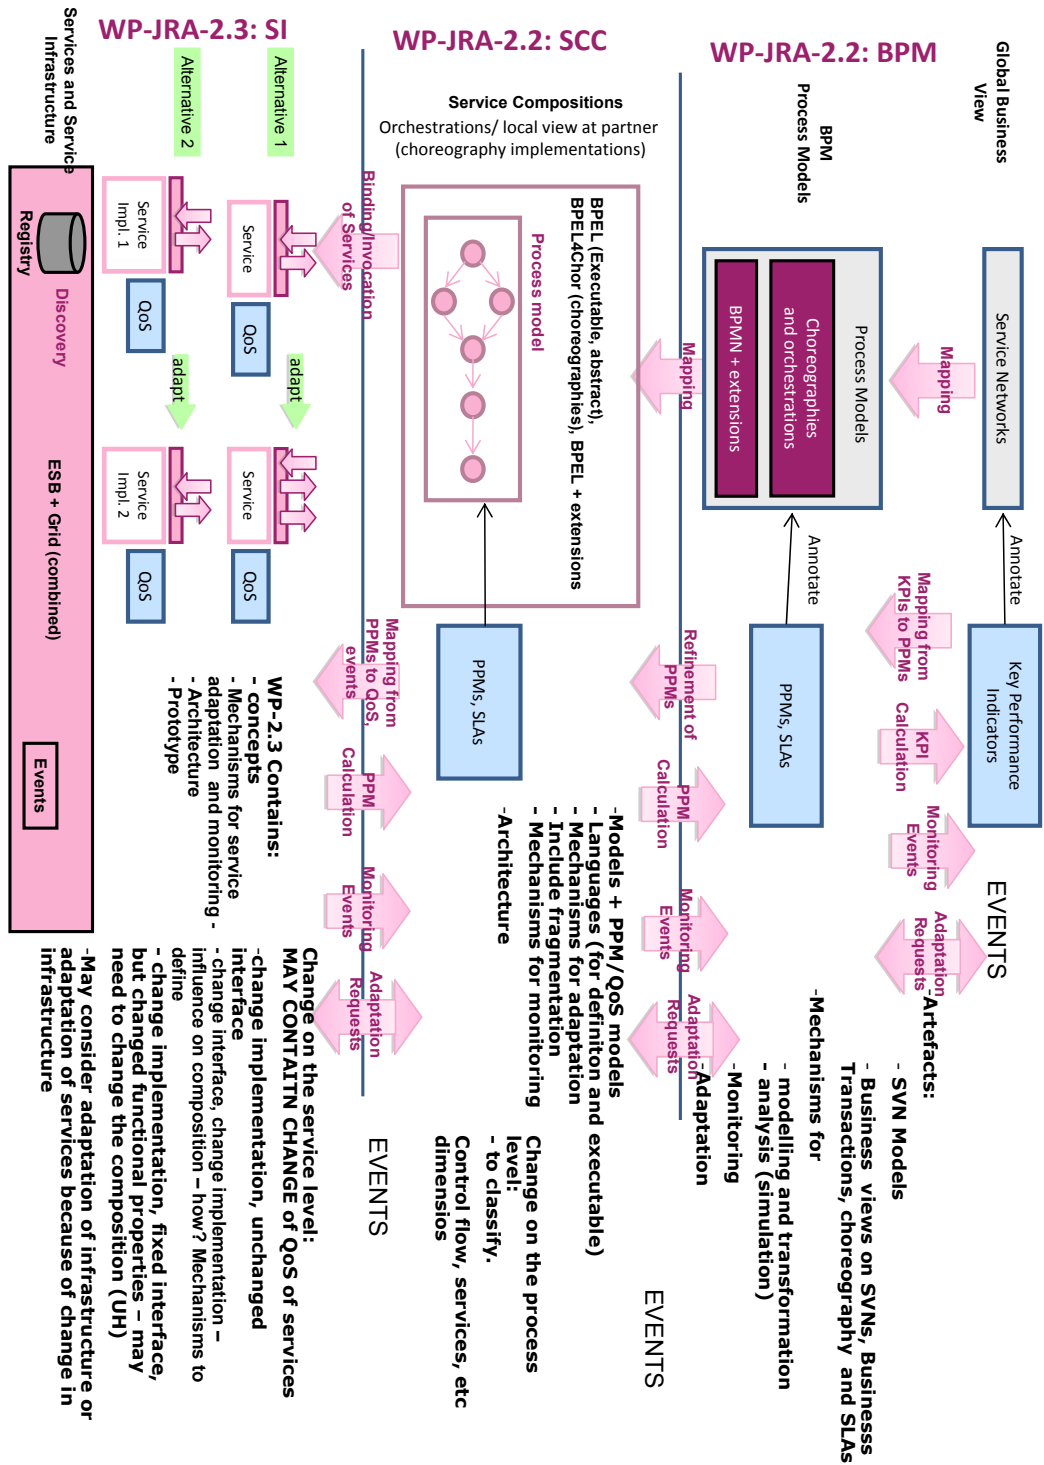 WP-JRA-2.3: SI
WP-JRA-2.2: SCC
WP-JRA-2.2: BPM
Global Business
View
Service Networks
Annotate
Key Performance
Indicators
Mapping
Mapping from
KPIs to PPMs
KPI
Calculation
Monitoring
Events
Adaptation
Requests
EVENTS
BPM
Process Models
Process Models
Choreographies
and orchestrations
BPMN + extensions
Annotate
PPMs, SLAs
-Artefacts:
- SVN Models
- Business views on SVNs, Businesss
Transactions, choreography and SLAs
-Mechanisms for
- modelling and transformation
- analysis (simulation)
-Monitoring
-Adaptation
Mapping
Refinement of
PPMs
PPM
Calculation
Monitoring
Events
Adaptation
Requests
EVENTS
Service Compositions
Orchestrations/ local view at partner
(choreography implementations)
BPEL (Executable, abstract),
BPEL4Chor (choreographies), BPEL + extensions
Process model
PPMs, SLAs
-Models + PPM/QoS models
- Languages (for definiton and executable)
- Mechanisms for adaptation
- Include fragmentation
- Mechanisms for monitoring
-Architecture
Change on the process
level:
- to classify.
Control flow, services, etc
dimensios
Binding/Invocation
of Services
Mapping from
PPMs to QoS,
events
PPM
Calculation
Monitoring
Events
Adaptation
Requests
EVENTS
Alternative 1
Service
QoS
adapt
Service
QoS
Alternative 2
Service
Impl. 1
QoS
adapt
Service
Impl. 2
QoS
WP-2.3 Contains:
- concepts
- Mechanisms for service
adaptation and monitoring -
- Architecture
- Prototype
Change on the service level:
MAY CONTAITN CHANGE of QoS of services
-change implementation, unchanged
interface
- change interface, change implementation –
influence on composition – how? Mechanisms to
define
- change implementation, fixed interface,
but changed functional properties – may
need to change the composition (UH)
-May consider adaptation of infrastructure or
adaptation of services because of change in
infrastructure
Services and Service
Infrastructure
Registry
Discovery
ESB + Grid (combined)
Events